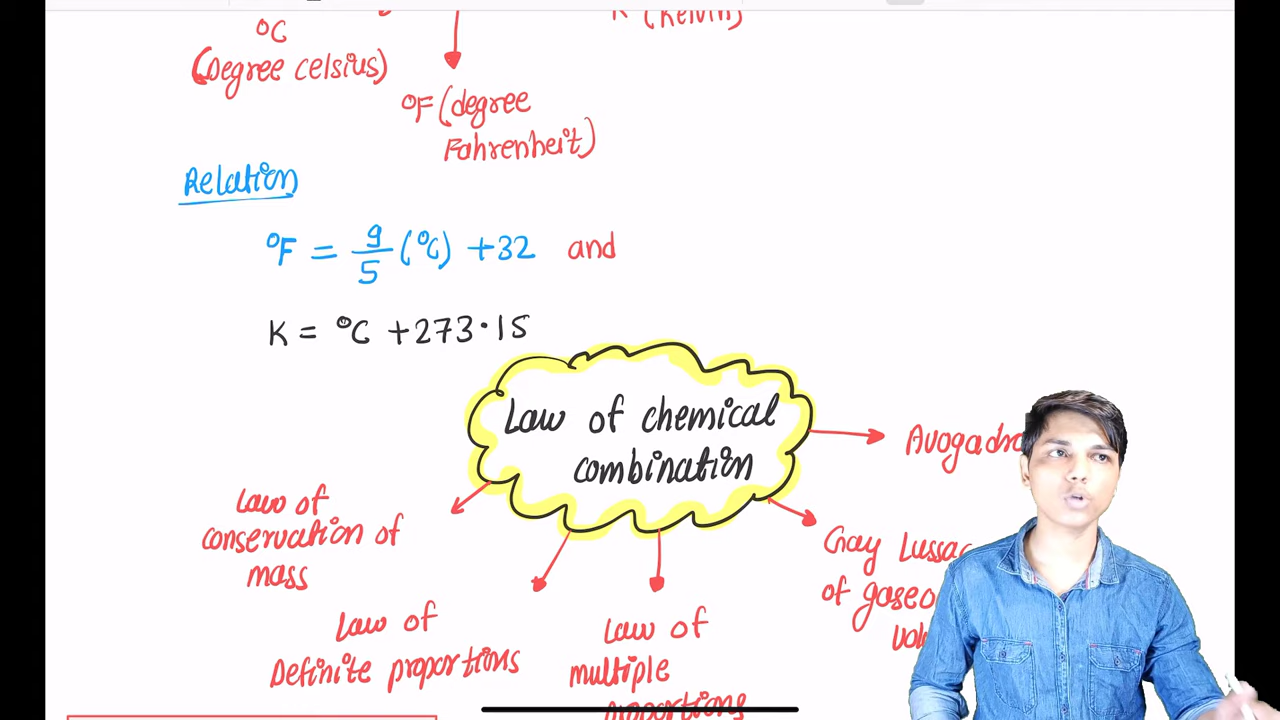 °C
K (Kelvin)
(Degree celsius)
°F (degree
Fahrenheit)
Relation
°F = 9/5 (°C) +32 and
K = °C +273.15
Law of chemical
combination
Avogadro
Law of
conservation of
mass
Gay Lussac
of
Law of
Definite proportions
Law of
multiple
proportions